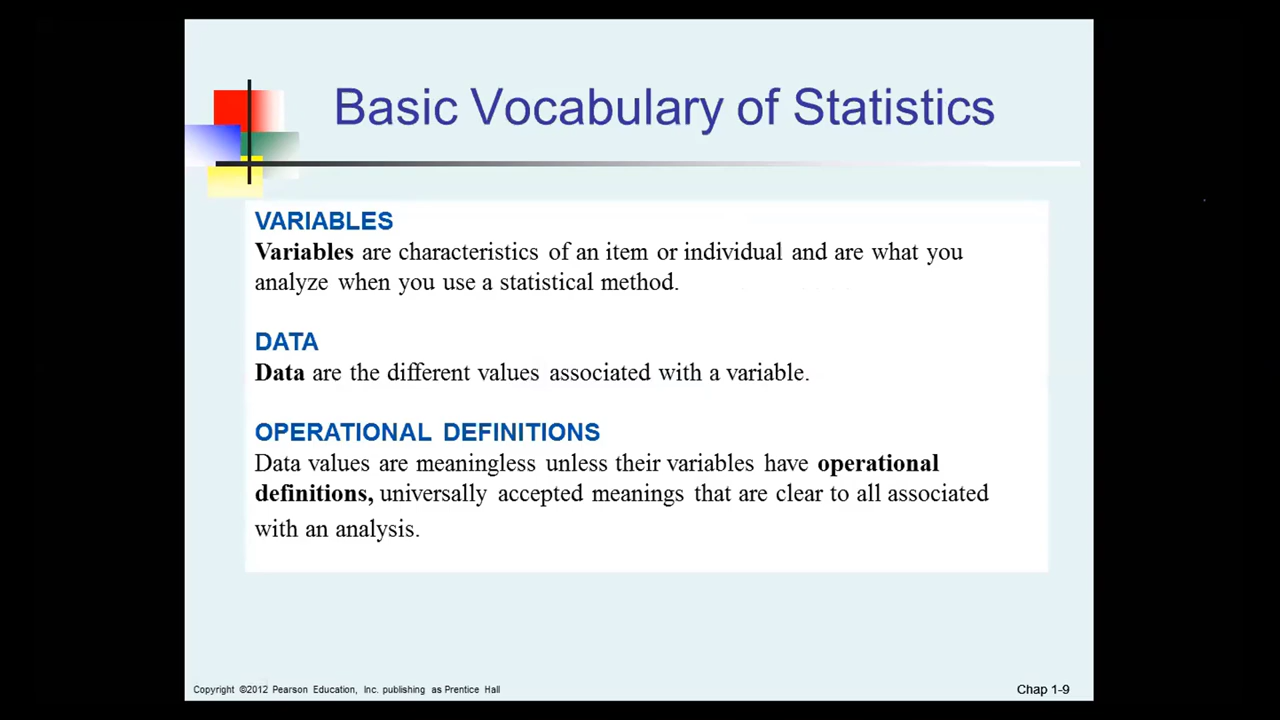 Basic Vocabulary of Statistics
VARIABLES
Variables are characteristics of an item or individual and are what you
analyze when you use a statistical method.
DATA
Data are the different values associated with a variable.
OPERATIONAL DEFINITIONS
Data values are meaningless unless their variables have operational
definitions, universally accepted meanings that are clear to all associated
with an analysis.
Copyright ©2012 Pearson Education, Inc. publishing as Prentice Hall
Chap 1-9